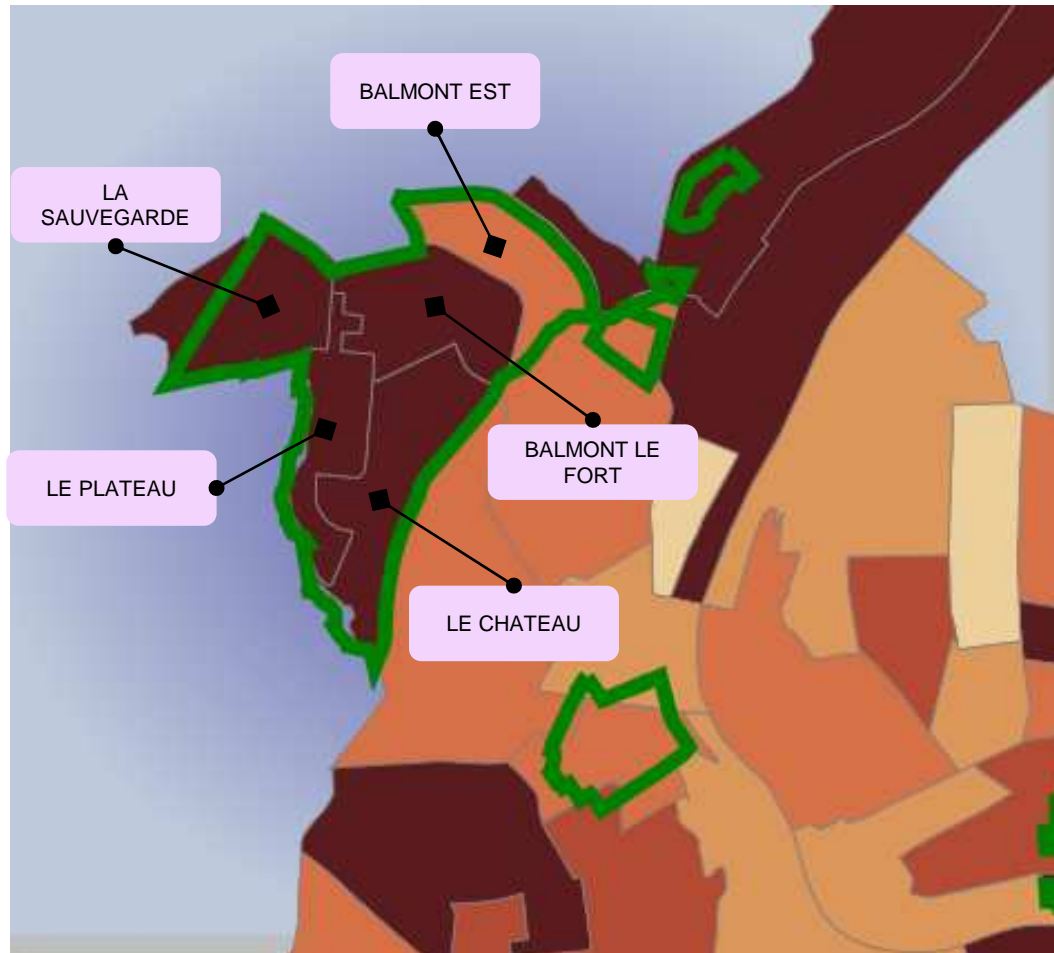 BALMONT EST
LA
SAUVEGARDE
BALMONT LE
FORT
LE PLATEAU
LE CHATEAU